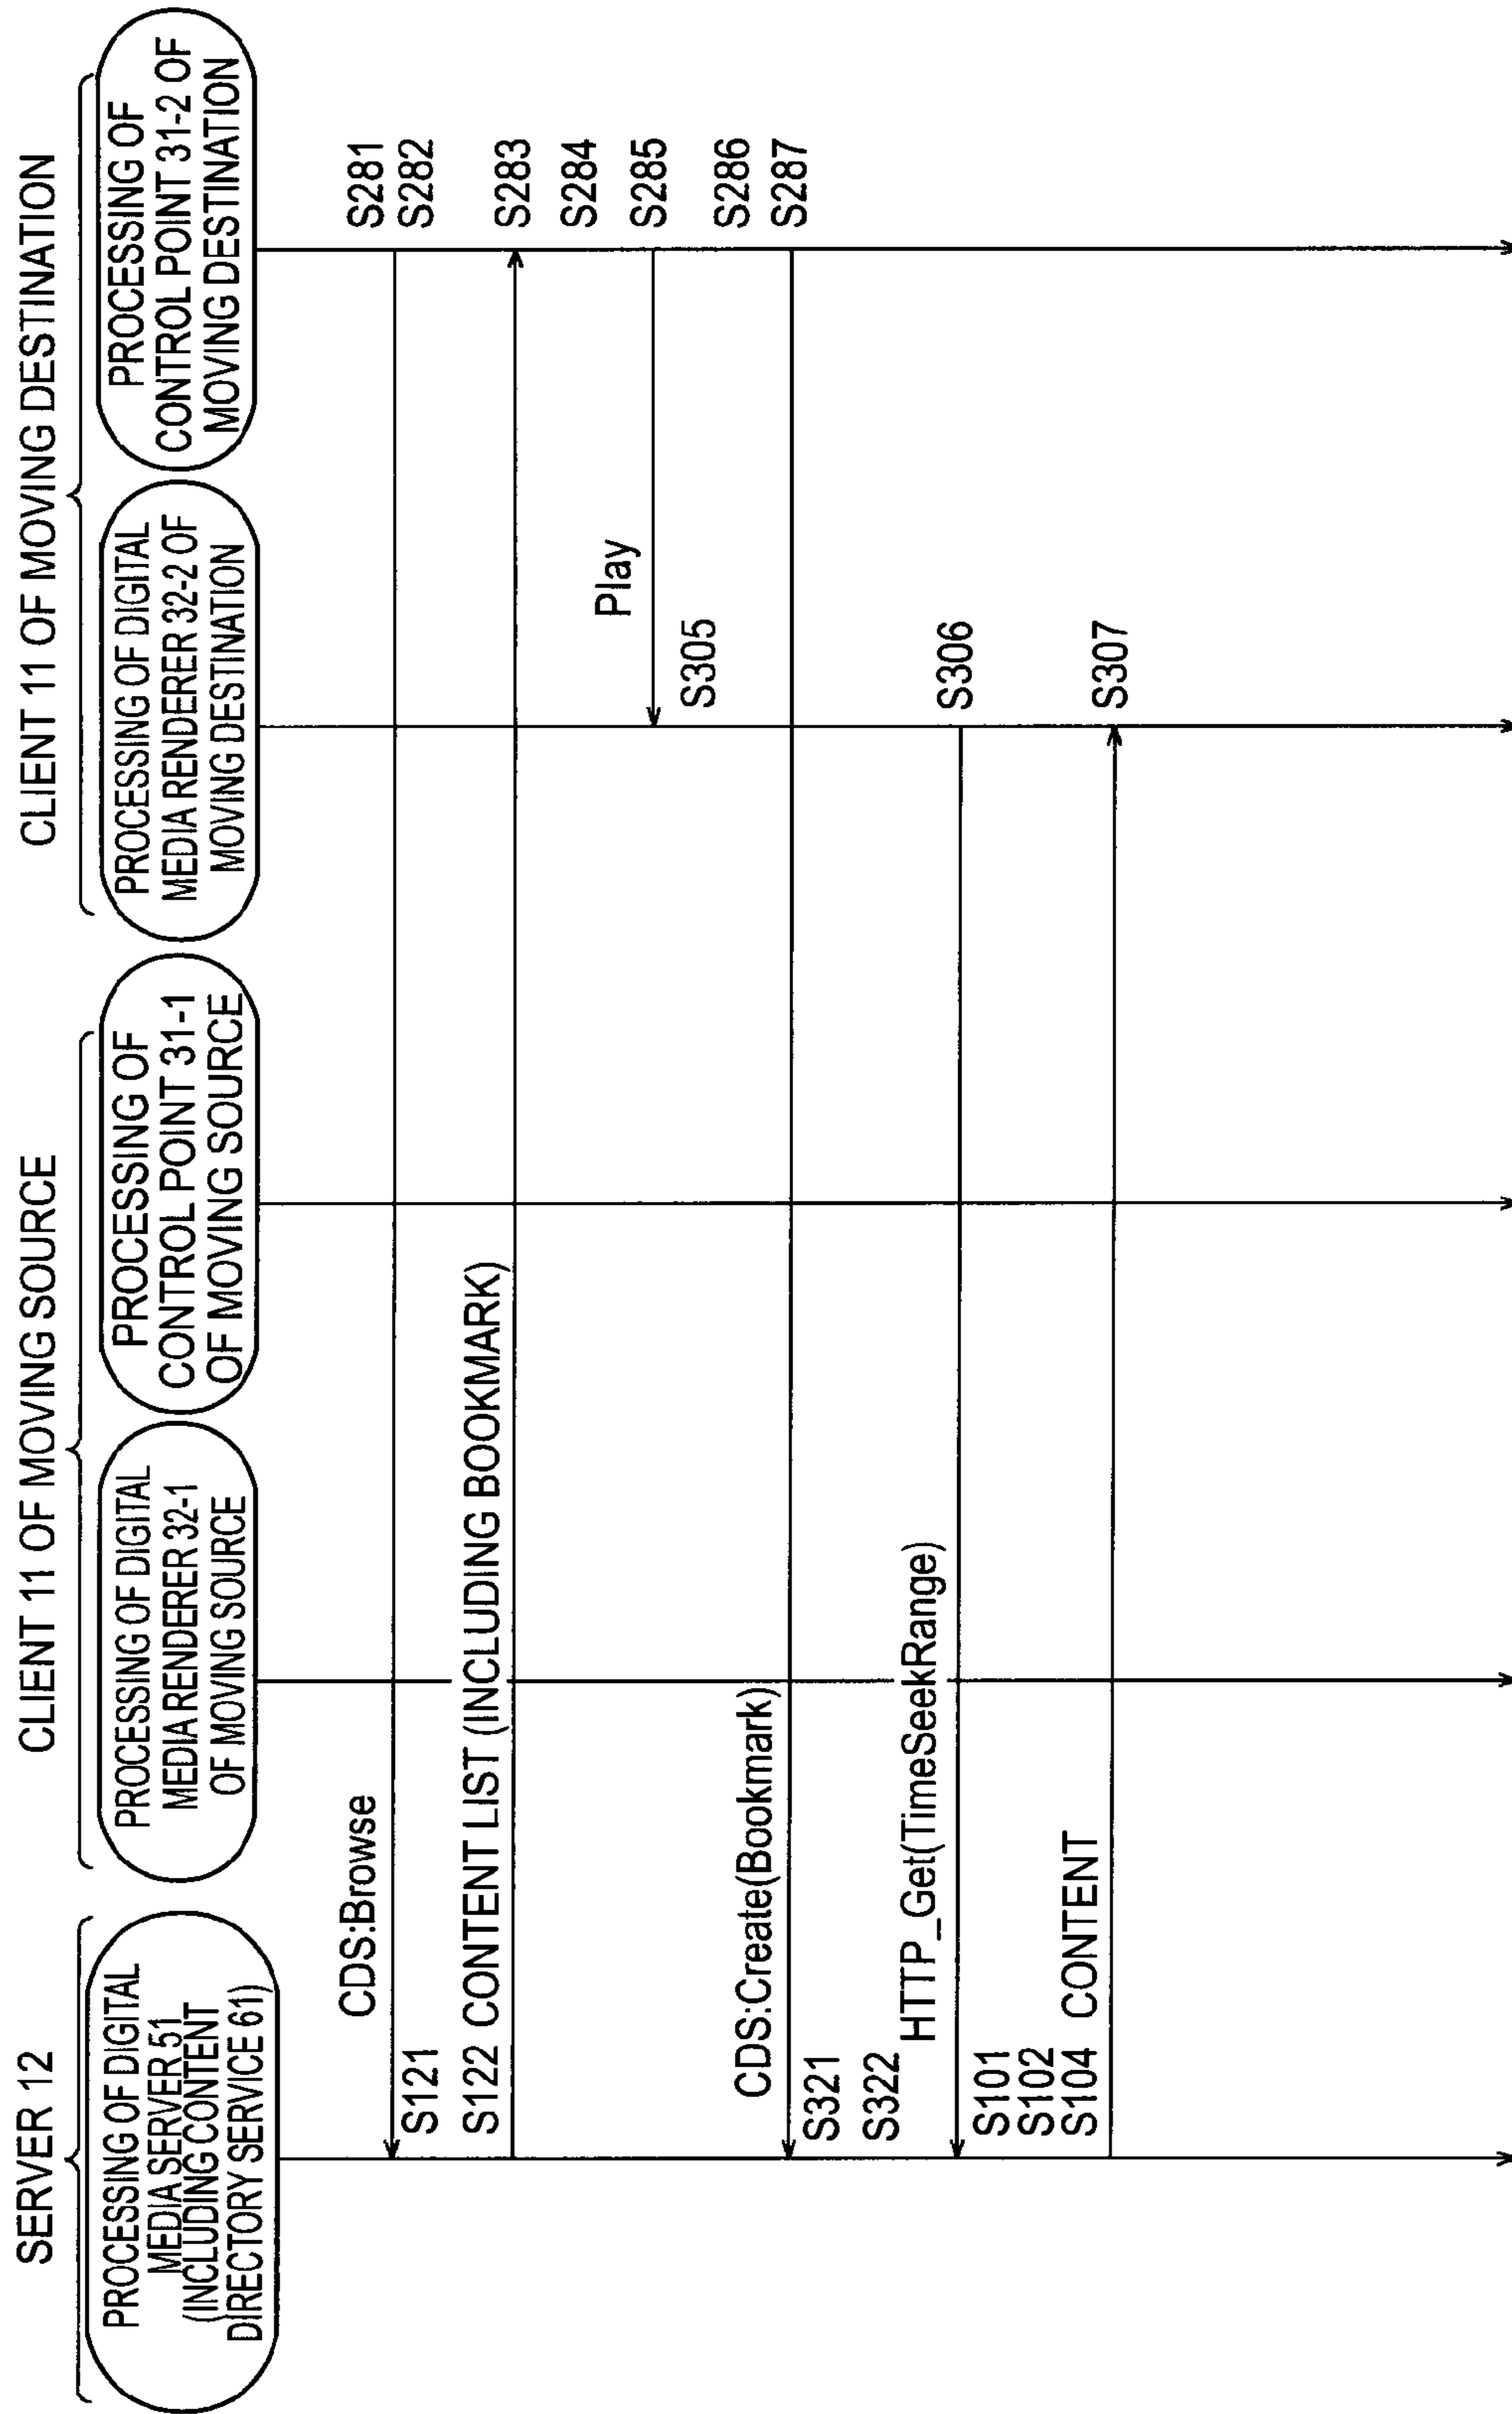 SERVER 12
CLIENT 11 OF MOVING SOURCE
CLIENT 11 OF MOVING DESTINATION
PROCESSING OF DIGITAL
MEDIA SERVER 51
(INCLUDING CONTENT
DIRECTORY SERVICE 61)
PROCESSING OF DIGITAL
MEDIA RENDERER 32-1
OF MOVING SOURCE
PROCESSING OF
CONTROL POINT 31-1
OF MOVING SOURCE
PROCESSING OF DIGITAL
MEDIA RENDERER 32-2 OF
MOVING DESTINATION
PROCESSING OF
CONTROL POINT 31-2 OF
MOVING DESTINATION
S281
CDS:Browse
S282
S121
S122 CONTENT LIST (INCLUDING BOOKMARK)
S283
S284
Play
S285
S305
S286
CDS:Create(Bookmark)
S287
S321
S322
HTTP_Get(TimeSeekRange)
S306
S101
S102
S104 CONTENT
S307